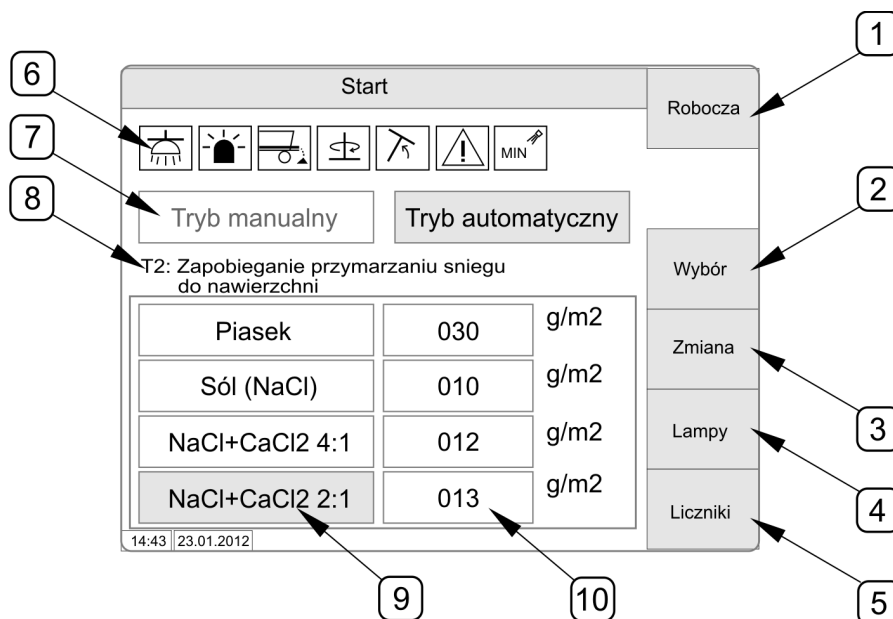 1
Start
Robocza
6
MIN
7
2
Tryb manualny
Tryb automatyczny
8
T2: Zapobieganie przymarzaniu sniegu
do nawierzchni
Wybór
Piasek 030 g/m2
Zmiana
Sól (NaCl) 010 g/m2
3
NaCl+CaCl2 4:1 012 g/m2
Lampy
NaCl+CaCl2 2:1 013 g/m2
4
Liczniki
14:43 23.01.2012
9
10
5